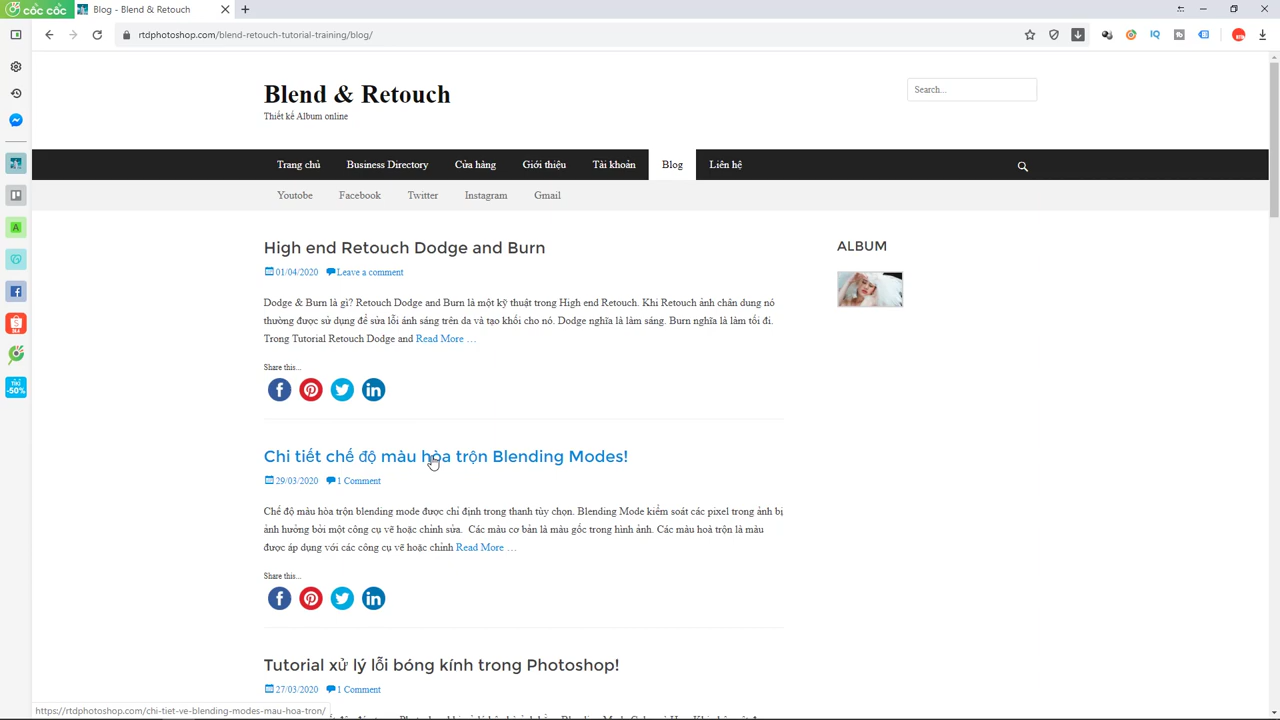 cốc cốc
Blog - Blend & Retouch
rtdphotoshop.com/blend-retouch-tutorial-training/blog/
Blend & Retouch
Thiết kế Album online
Search...
Trang chủ Business Directory Cửa hàng Giới thiệu Tài khoản Blog Liên hệ
Youtube Facebook Twitter Instagram Gmail
High end Retouch Dodge and Burn
01/04/2020 Leave a comment
Dodge & Burn là gì? Retouch Dodge and Burn là một kỹ thuật trong High end Retouch. Khi Retouch ảnh chân dung nó
thường được sử dụng để sửa lỗi ánh sáng trên da và tạo khối cho nó. Dodge nghĩa là làm sáng. Burn nghĩa là làm tối đi.
Trong Tutorial Retouch Dodge and Read More …
Share this...
Chi tiết chế độ màu hòa trộn Blending Modes!
29/03/2020 1 Comment
Chế độ màu hòa trộn blending mode được chỉ định trong thanh tùy chọn. Blending Mode kiểm soát các pixel trong ảnh bị
ảnh hưởng bởi một công cụ vẽ hoặc chỉnh sửa. Các màu cơ bản là màu gốc trong hình ảnh. Các màu hoà trộn là màu
được áp dụng với các công cụ vẽ hoặc chỉnh Read More …
Share this...
Tutorial xử lý lỗi bóng kính trong Photoshop!
27/03/2020 1 Comment
ALBUM
TIKI
-50%
https://rtdphotoshop.com/chi-tiet-ve-blending-modes-mau-hoa-tron/